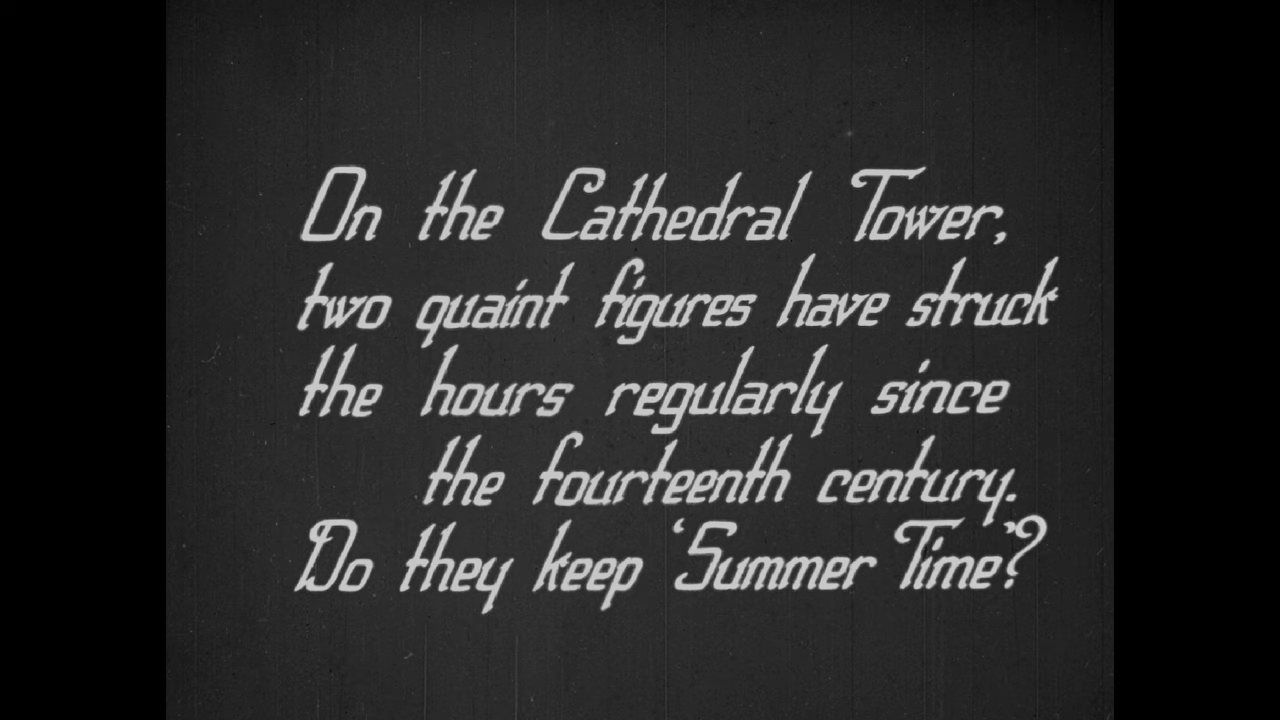 On the Cathedral Tower,
two quaint figures have struck
the hours regularly since
the fourteenth century.
Do they keep 'Summer Time'?